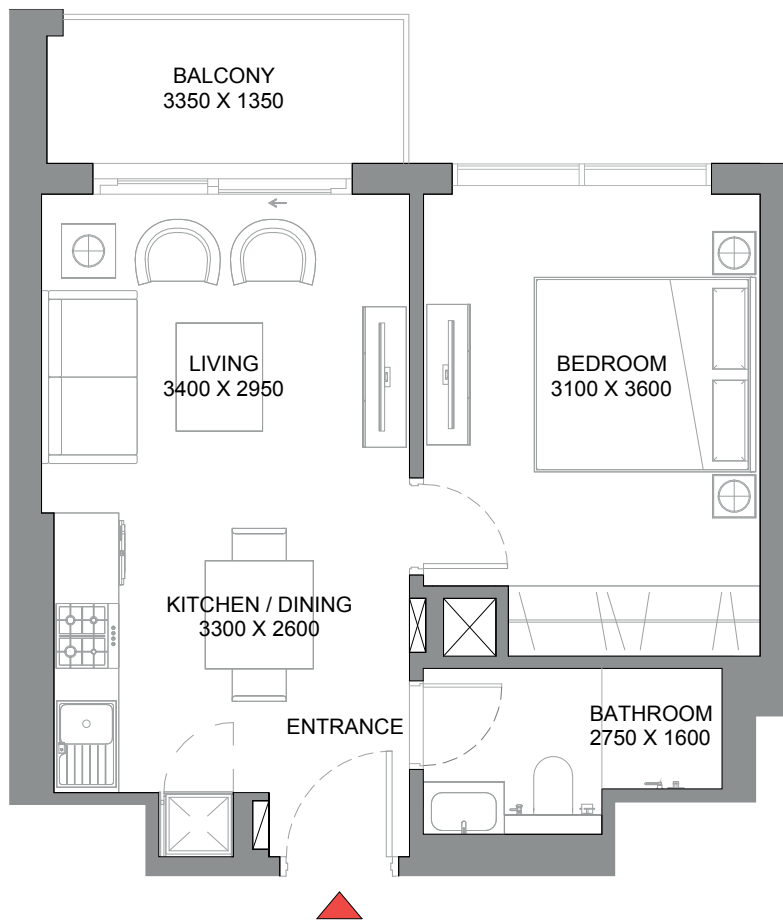 BALCONY
3350 X 1350
LIVING
3400 X 2950
BEDROOM
3100 X 3600
KITCHEN / DINING
3300 X 2600
ENTRANCE
BATHROOM
2750 X 1600